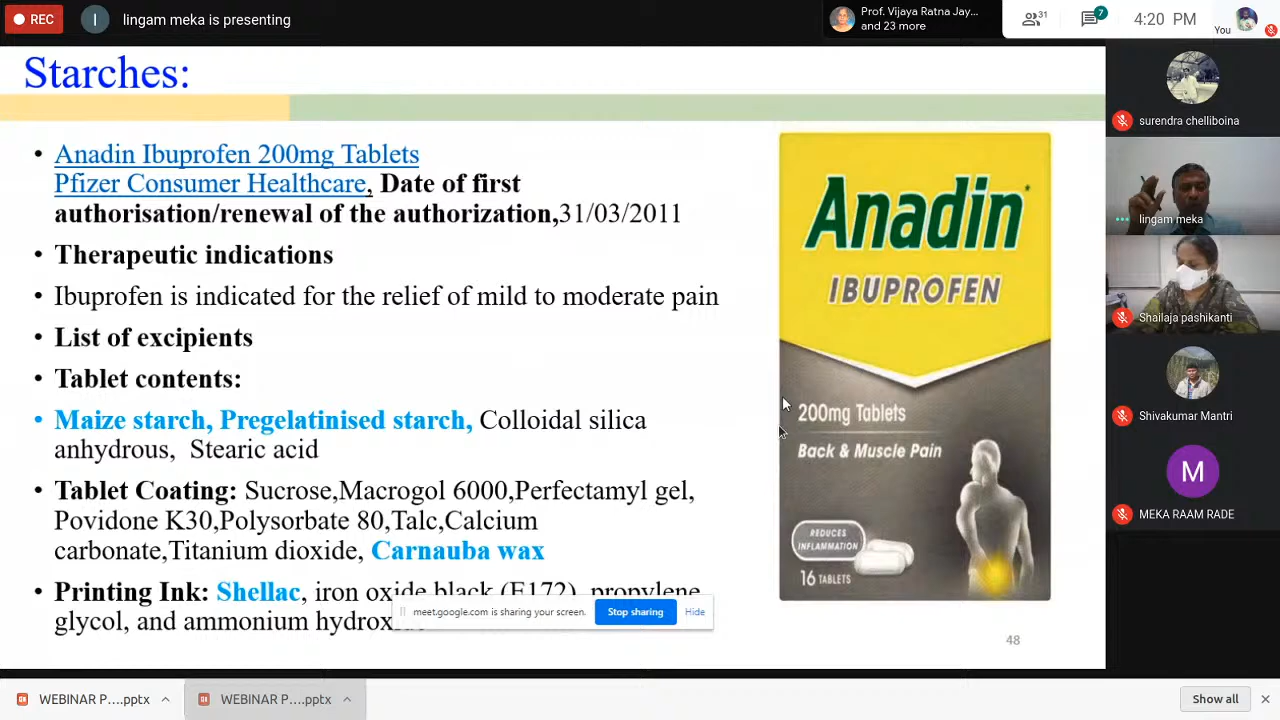 REC
I
lingam meka is presenting
Prof. Vijaya Ratna Jay...
and 23 more
31
7
4:20 PM
You
Starches:
• Anadin Ibuprofen 200mg Tablets
Pfizer Consumer Healthcare, Date of first
authorisation/renewal of the authorization,31/03/2011
• Therapeutic indications
• Ibuprofen is indicated for the relief of mild to moderate pain
• List of excipients
• Tablet contents:
• Maize starch, Pregelatinised starch, Colloidal silica
anhydrous, Stearic acid
• Tablet Coating: Sucrose,Macrogol 6000,Perfectamyl gel,
Povidone K30,Polysorbate 80,Talc,Calcium
carbonate,Titanium dioxide, Carnauba wax
• Printing Ink: Shellac, iron oxide black (E172), propylene
glycol, and ammonium
meet.google.com is sharing your screen.
Stop sharing
Hide
Anadin
IBUPROFEN
200mg Tablets
Back & Muscle Pain
REDUCES
INFLAMMATION
16 TABLETS
48
surendra chelliboina
lingam meka
Shailaja pashikanti
Shivakumar Mantri
M
MEKA RAAM RADE
WEBINAR P....pptx
WEBINAR P....pptx
Show all